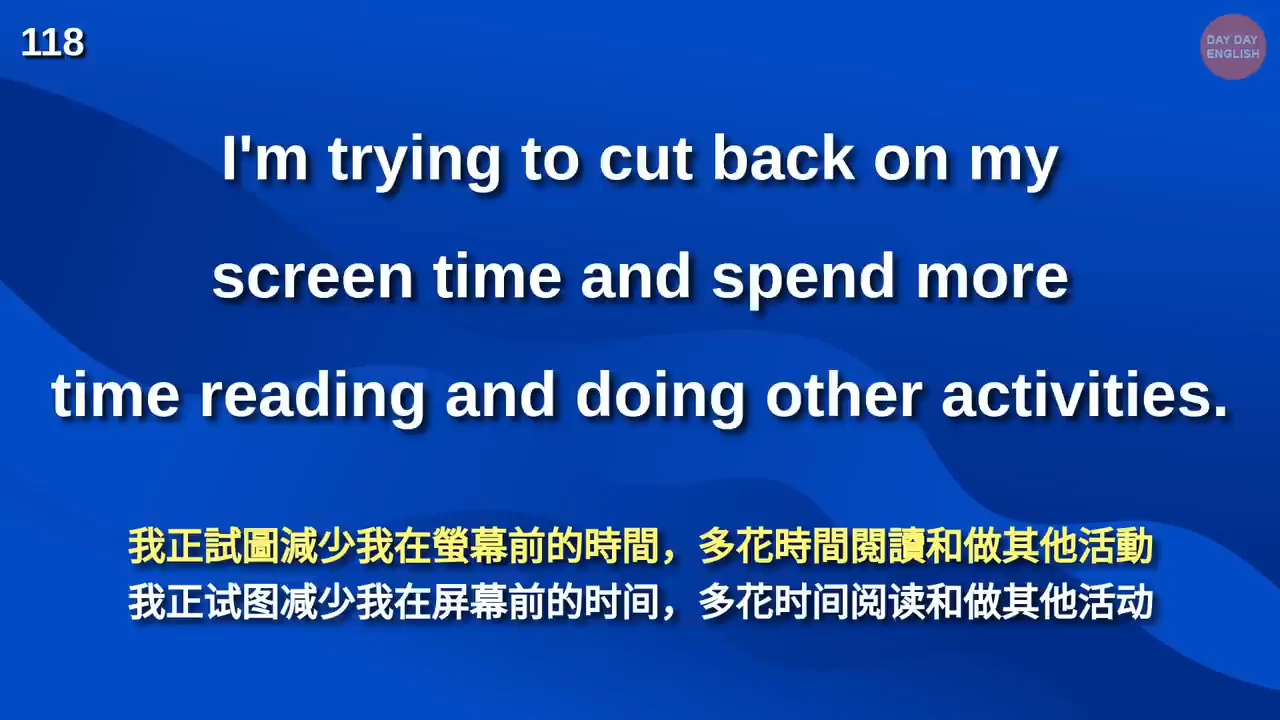 118
DAY DAY
ENGLISH
I'm trying to cut back on my
screen time and spend more
time reading and doing other activities.
我正試圖減少我在螢幕前的時間，多花時間閱讀和做其他活動
我正试图减少我在屏幕前的时间，多花时间阅读和做其他活动